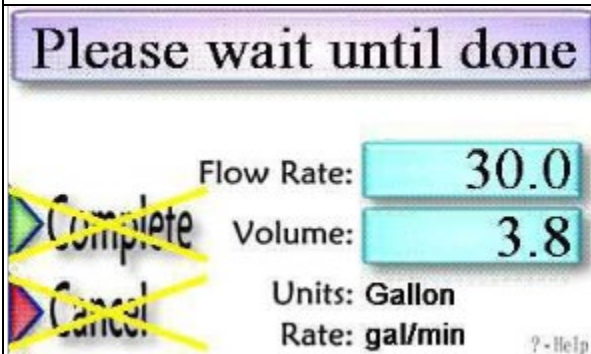 Please wait until done
Flow Rate: 30.0
Complete
Volume: 3.8
Cancel
Units: Gallon
Rate: gal/min
?-Help